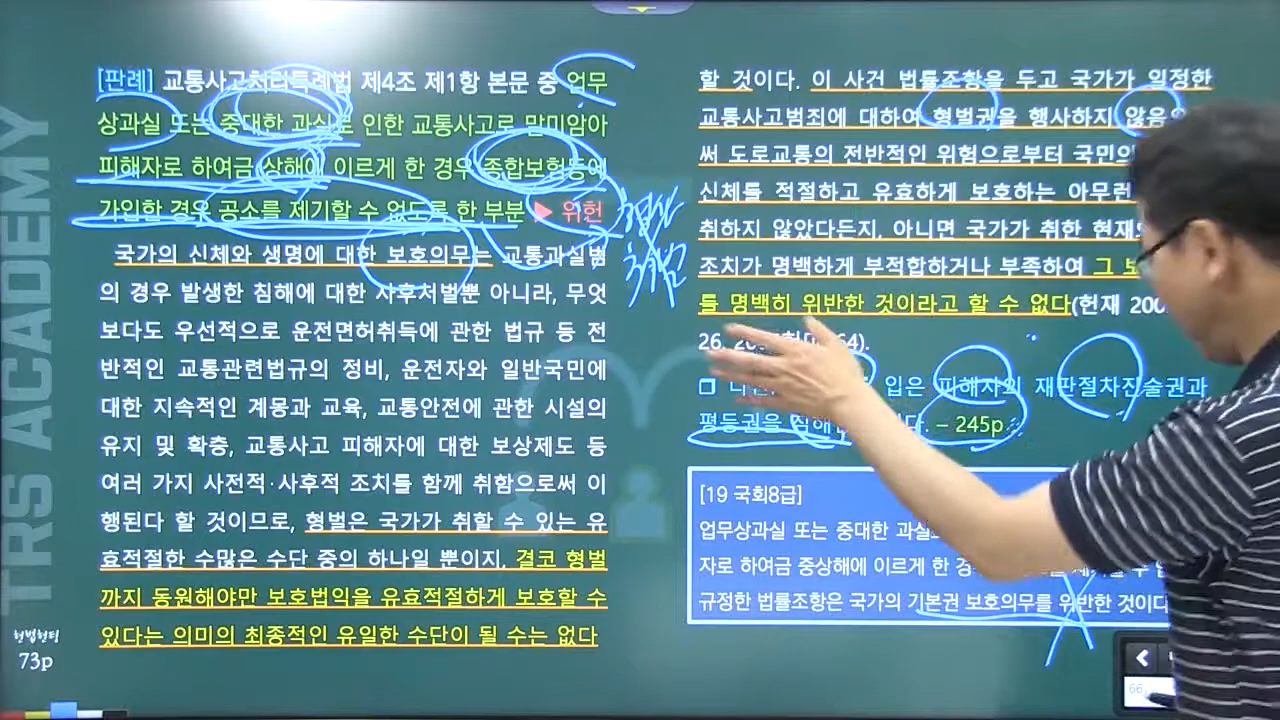 TRS ACADEMY
[판례] 교통사고처리특례법 제4조 제1항 본문 중 업무
상과실 또는 중대한 과실로 인한 교통사고로 말미암아
피해자로 하여금 상해에 이르게 한 경우 종합보험등에
가입한 경우 공소를 제기할 수 없도록 한 부분 ▶ 위헌
국가의 신체와 생명에 대한 보호의무는 교통과실범
의 경우 발생한 침해에 대한 사후처벌뿐 아니라, 무엇
보다도 우선적으로 운전면허취득에 관한 법규 등 전
반적인 교통관련법규의 정비, 운전자와 일반국민에
대한 지속적인 계몽과 교육, 교통안전에 관한 시설의
유지 및 확충, 교통사고 피해자에 대한 보상제도 등
여러 가지 사전적·사후적 조치를 함께 취함으로써 이
행된다 할 것이므로, 형벌은 국가가 취할 수 있는 유
효적절한 수많은 수단 중의 하나일 뿐이지, 결코 형벌
까지 동원해야만 보호법익을 유효적절하게 보호할 수
있다는 의미의 최종적인 유일한 수단이 될 수는 없다
헌법헌팅
73p
할 것이다. 이 사건 법률조항을 두고 국가가 일정한
교통사고범죄에 대하여 형벌권을 행사하지 않음
써 도로교통의 전반적인 위험으로부터 국민의
신체를 적절하고 유효하게 보호하는 아무런
취하지 않았다든지, 아니면 국가가 취한 현재
조치가 명백하게 부적합하거나 부족하여 그
를 명백히 위반한 것이라고 할 수 없다(헌재
26. 64).
❐ 입은 피해자의 재판절차진술권과
평등권을 침해 다. – 245p
[19 국회8급]
업무상과실 또는 중대한 과실
자로 하여금 중상해에 이르게 한
규정한 법률조항은 국가의 기본권 보호의무를 위반한 것이다